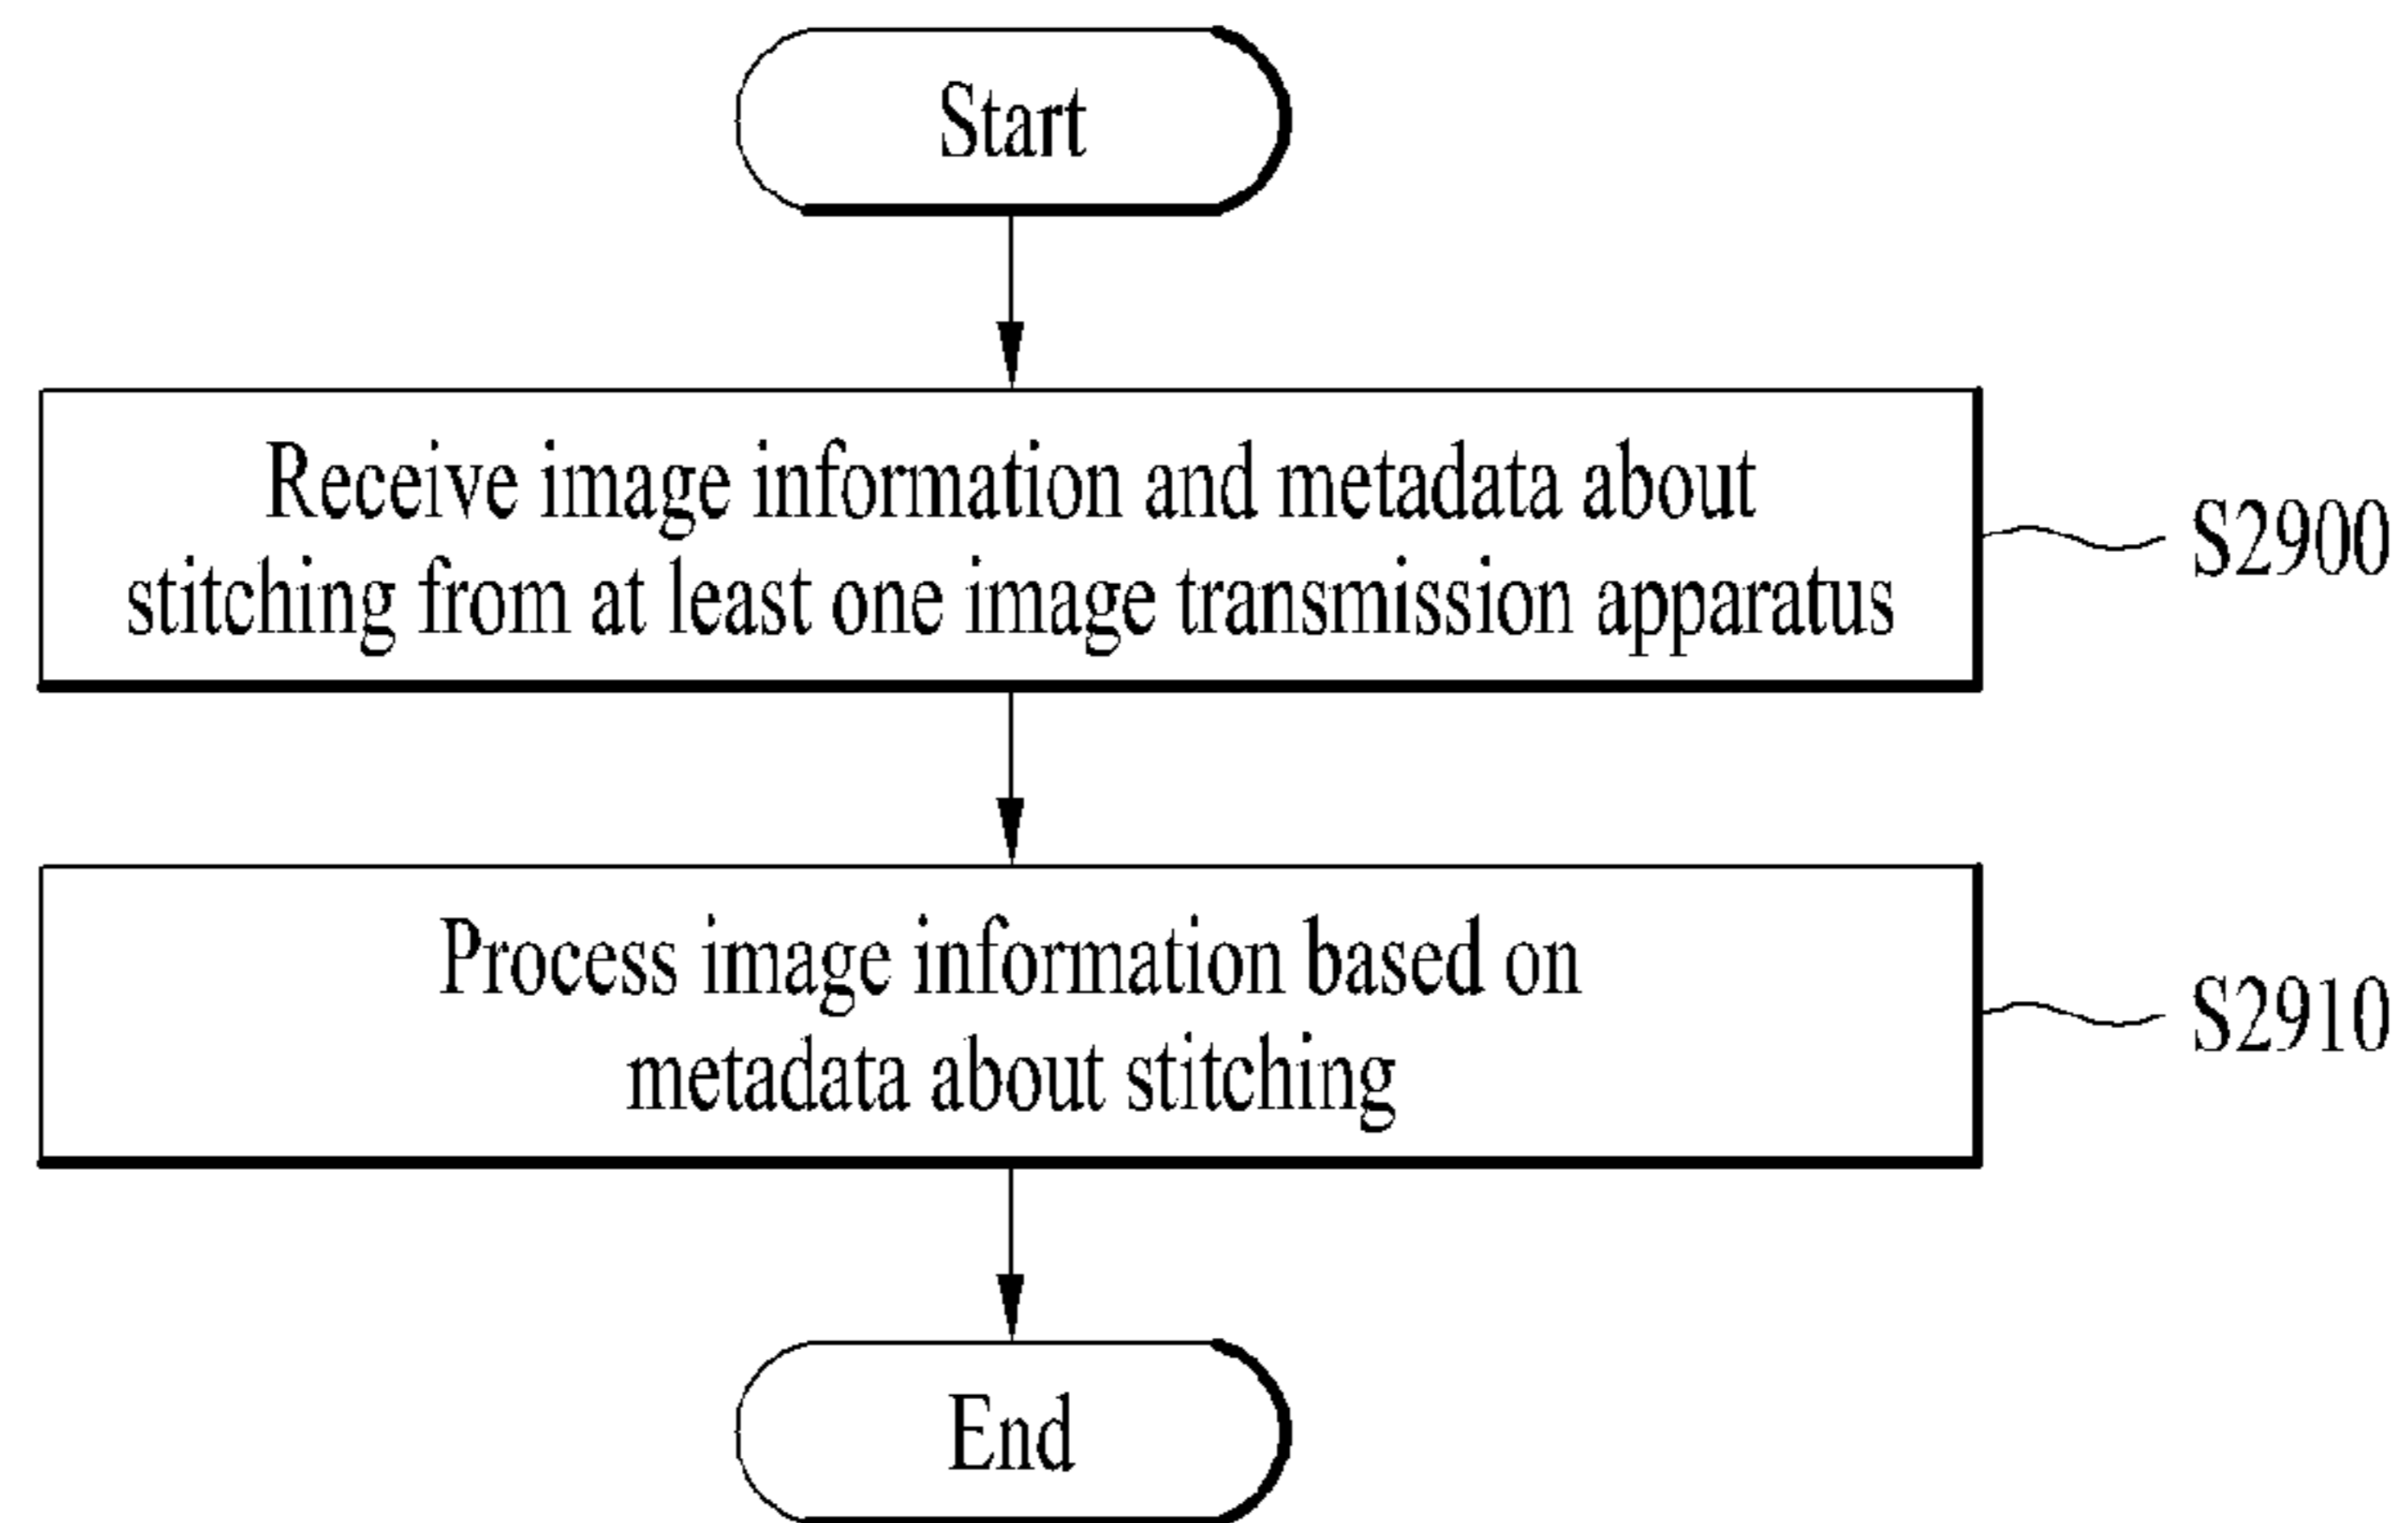 Start
Receive image information and metadata about
stitching from at least one image transmission apparatus
S2900
Process image information based on
metadata about stitching
S2910
End